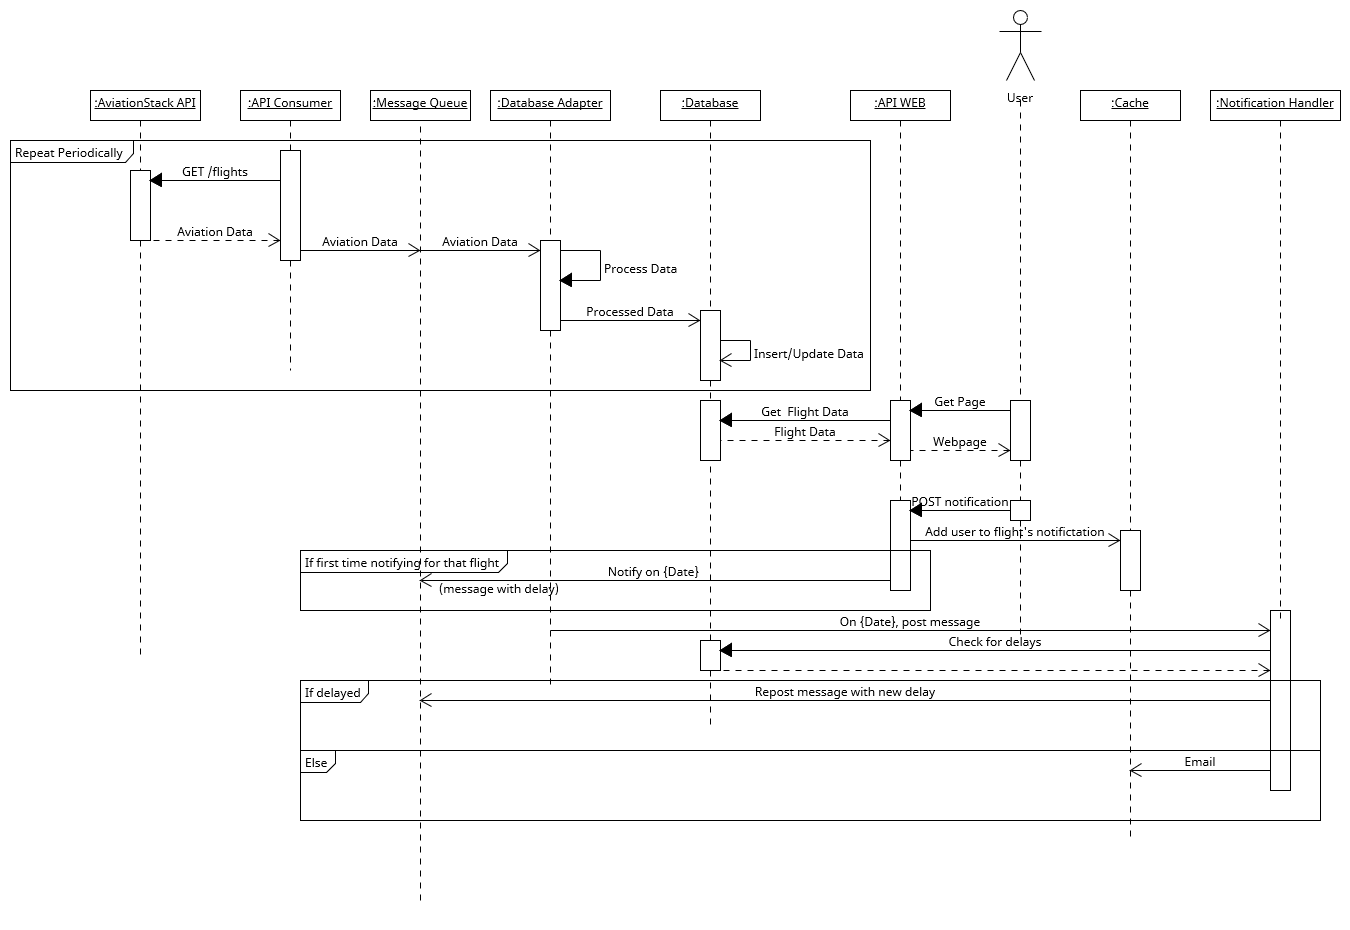 :AviationStack API
:API Consumer
:Message Queue
:Database Adapter
:Database
:API WEB
User
:Cache
:Notification Handler
Repeat Periodically
GET /flights
Aviation Data
Aviation Data
Aviation Data
Process Data
Processed Data
Insert/Update Data
Get Page
Get  Flight Data
Flight Data
Webpage
POST notification
Add user to flight's notifictation
If first time notifying for that flight
Notify on {Date}
(message with delay)
On {Date}, post message
Check for delays
If delayed
Repost message with new delay
Else
Email